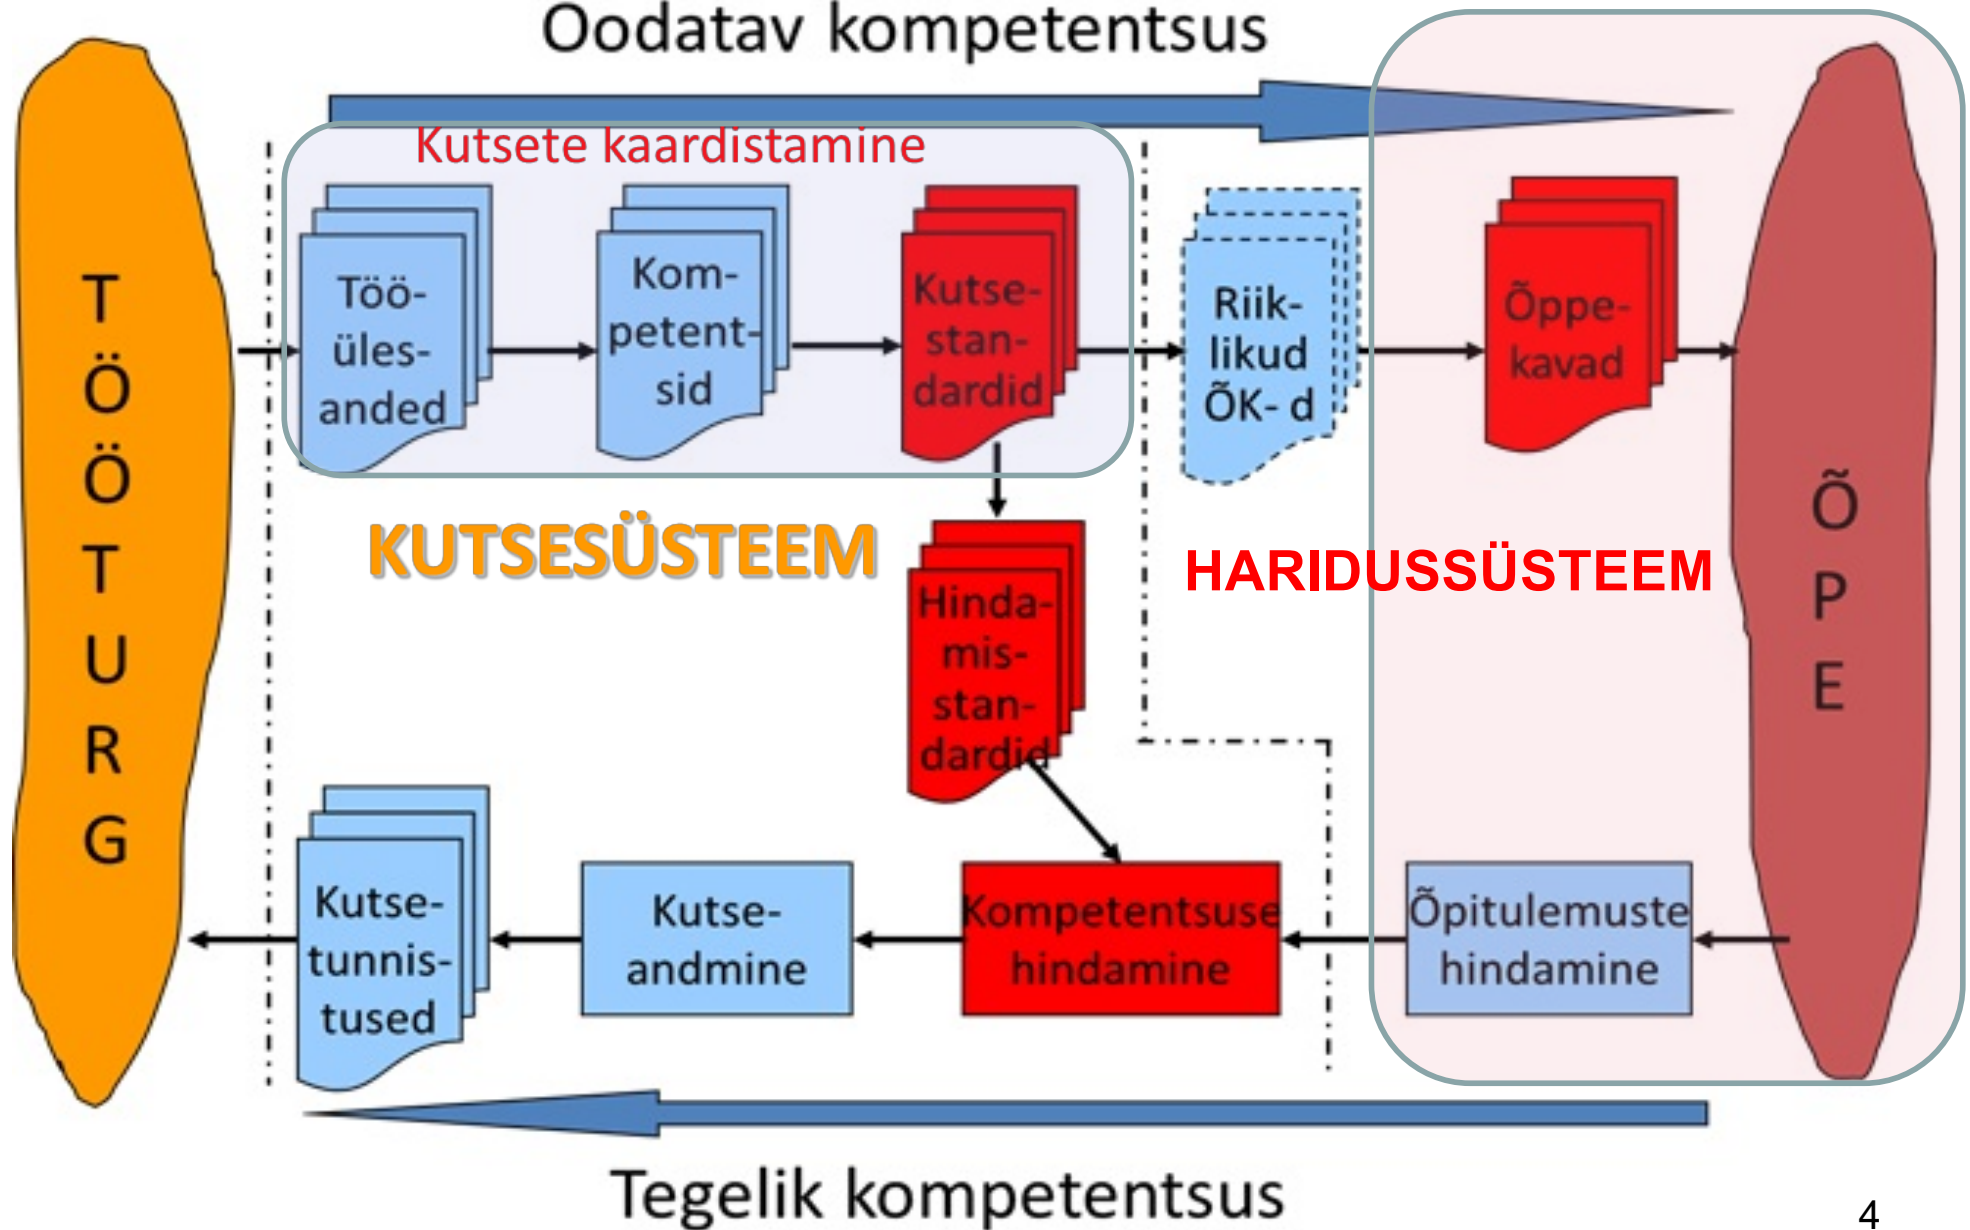 Oodatav kompetentsus
Kutsete kaardistamine
T
Ö
Ö
T
U
R
G
Töö-
üles-
anded
Kom-
petent-
sid
Kutse-
stan-
dardid
Riik-
likud
ÕK- d
Õppe-
kavad
Õ
P
E
KUTSESÜSTEEM
HARIDUSSÜSTEEM
Hinda-
mis-
stan-
dardid
Kutse-
tunnis-
tused
Kutse-
andmine
Kompetentsuse
hindamine
Õpitulemuste
hindamine
Tegelik kompetentsus
4